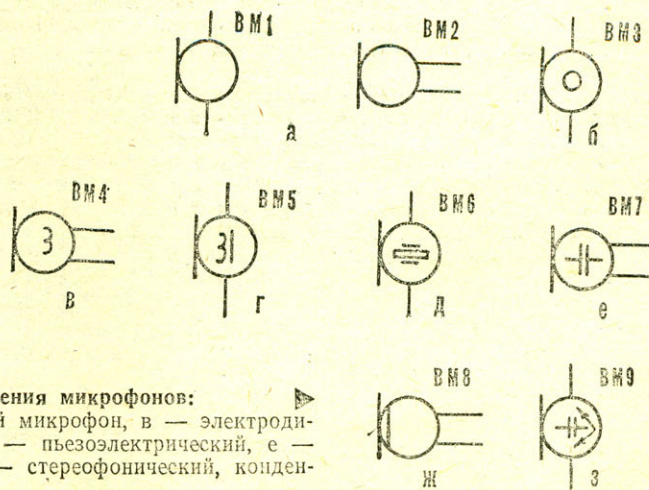 ВМ1 ВМ2 ВМ3
а б
ВМ4 ВМ5 ВМ6 ВМ7
в г д е
ения микрофонов:
й микрофон, в — электроди-
— пьезоэлектрический, е —
— стереофонический, конден-
ВМ8 ВМ9
ж з